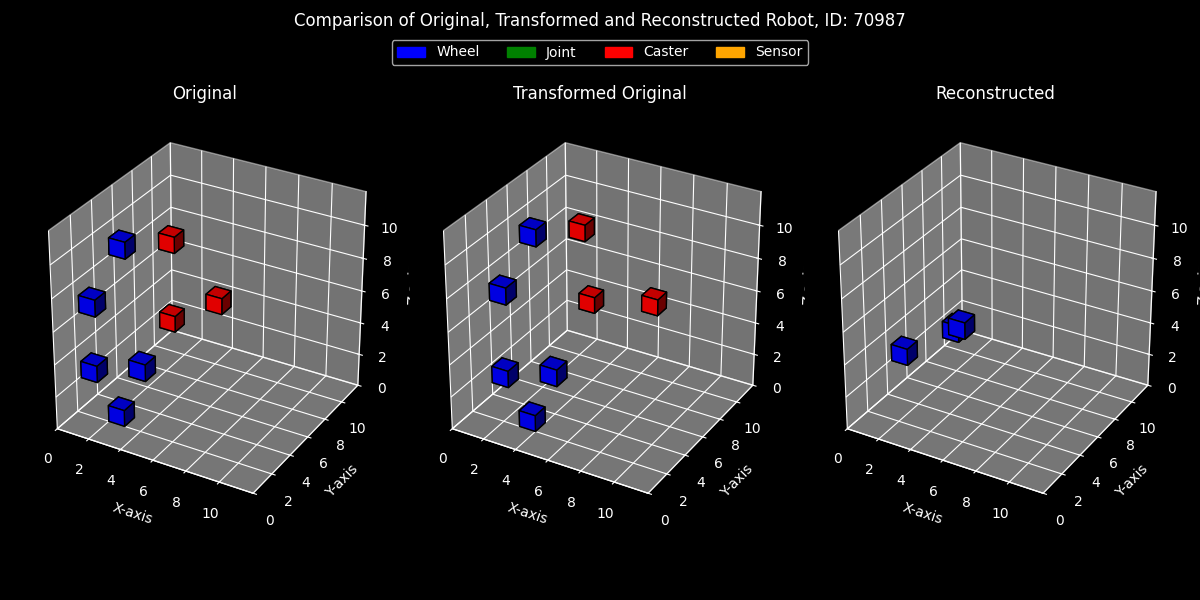 Comparison of Original, Transformed and Reconstructed Robot, ID: 70987
Wheel Joint Caster Sensor
Original Transformed Original Reconstructed
10 8 6 4 2 0
0 2 4 6 8 10
X-axis
0 2 4 6 8 10
Y-axis
10 8 6 4 2 0
0 2 4 6 8 10
X-axis
0 2 4 6 8 10
Y-axis
10 8 6 4 2 0
0 2 4 6 8 10
X-axis
0 2 4 6 8 10
Y-axis